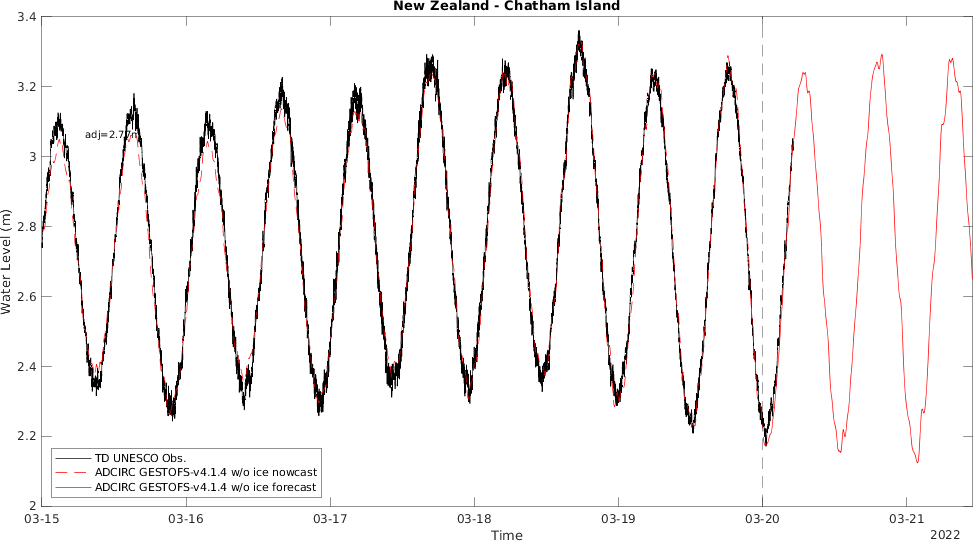 New Zealand - Chatham Island
3.4
3.2
3
2.8
2.6
2.4
2.2
2
Water Level (m)
adj=2.77m
TD UNESCO Obs.
ADCIRC GESTOFS-v4.1.4 w/o ice nowcast
ADCIRC GESTOFS-v4.1.4 w/o ice forecast
03-15 03-16 03-17 03-18 03-19 03-20 03-21
Time
2022